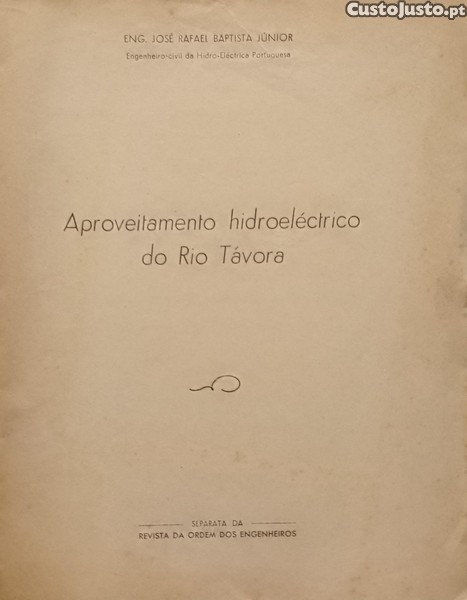 CustoJusto.pt
ENG. JOSÉ RAFAEL BAPTISTA JÚNIOR
Engenheiro-civil da Hidro-Eléctrica Portuguesa
Aproveitamento hidroeléctrico
do Rio Távora
SEPARATA DA
REVISTA DA ORDEM DOS ENGENHEIROS